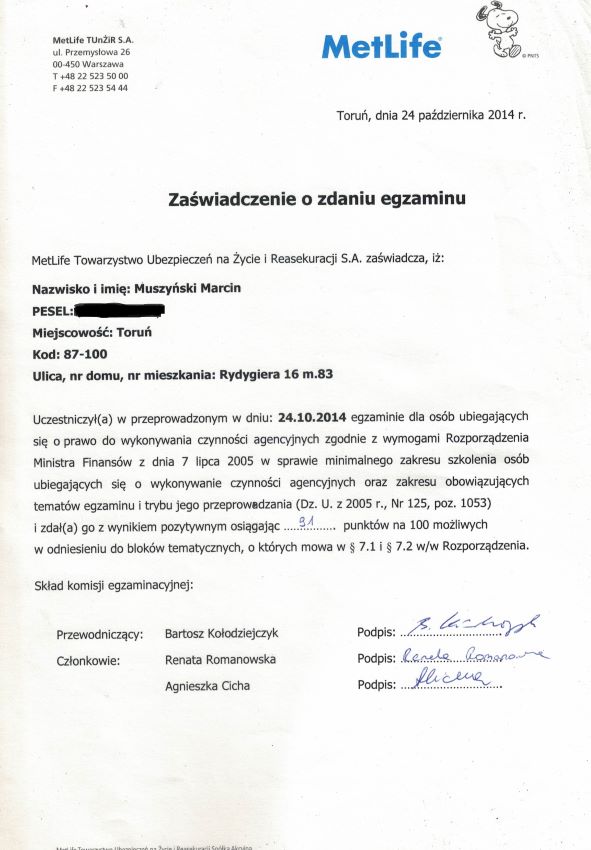 MetLife TUnŻiR S.A.
ul. Przemysłowa 26
00-450 Warszawa
T +48 22 523 50 00
F +48 22 523 54 44
MetLife®
© PNTS
Toruń, dnia 24 października 2014 r.
Zaświadczenie o zdaniu egzaminu
MetLife Towarzystwo Ubezpieczeń na Życie i Reasekuracji S.A. zaświadcza, iż:
Nazwisko i imię: Muszyński Marcin
PESEL:
Miejscowość: Toruń
Kod: 87-100
Ulica, nr domu, nr mieszkania: Rydygiera 16 m.83
Uczestniczył(a) w przeprowadzonym w dniu: 24.10.2014 egzaminie dla osób ubiegających
się o prawo do wykonywania czynności agencyjnych zgodnie z wymogami Rozporządzenia
Ministra Finansów z dnia 7 lipca 2005 w sprawie minimalnego zakresu szkolenia osób
ubiegających się o wykonywanie czynności agencyjnych oraz zakresu obowiązujących
tematów egzaminu i trybu jego przeprowadzania (Dz. U. z 2005 r., Nr 125, poz. 1053)
i zdał(a) go z wynikiem pozytywnym osiągając ....91........ punktów na 100 możliwych
w odniesieniu do bloków tematycznych, o których mowa w § 7.1 i § 7.2 w/w Rozporządzenia.
Skład komisji egzaminacyjnej:
Przewodniczący: Bartosz Kołodziejczyk Podpis:
Członkowie: Renata Romanowska Podpis: Renata Romanowska
Agnieszka Cicha Podpis:
MetLife Towarzystwo Ubezpieczeń na Życie i Reasekuracji Spółka Akcyjna